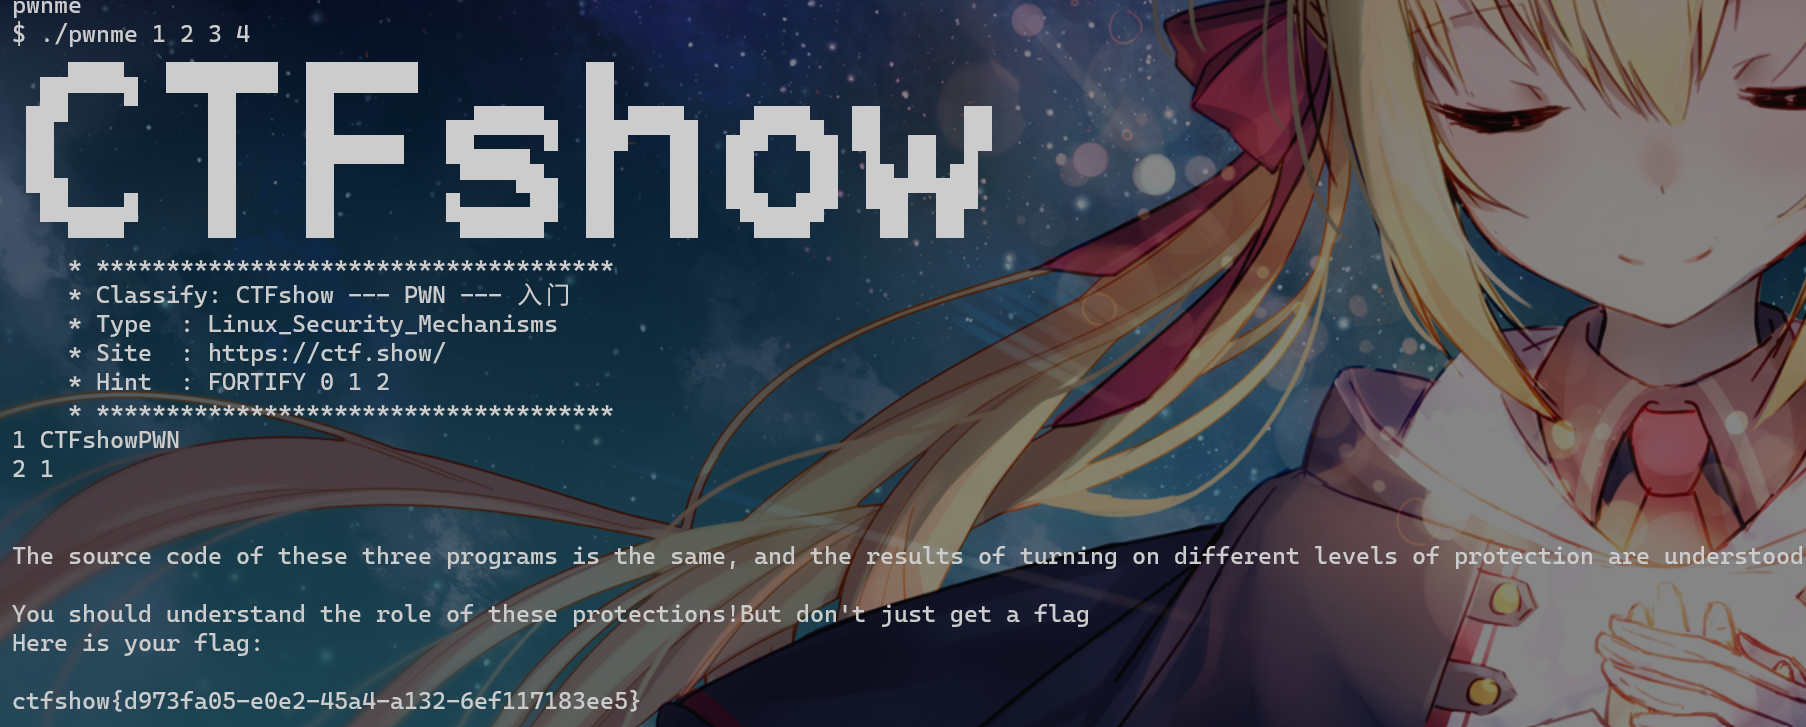 pwnme
$ ./pwnme 1 2 3 4
CTFshow
* *************************************
* Classify: CTFshow --- PWN --- 入门
* Type  : Linux_Security_Mechanisms
* Site  : https://ctf.show/
* Hint  : FORTIFY 0 1 2
* *************************************
1 CTFshowPWN
2 1
The source code of these three programs is the same, and the results of turning on different levels of protection are understood
You should understand the role of these protections!But don't just get a flag
Here is your flag:
ctfshow{d973fa05-e0e2-45a4-a132-6ef117183ee5}